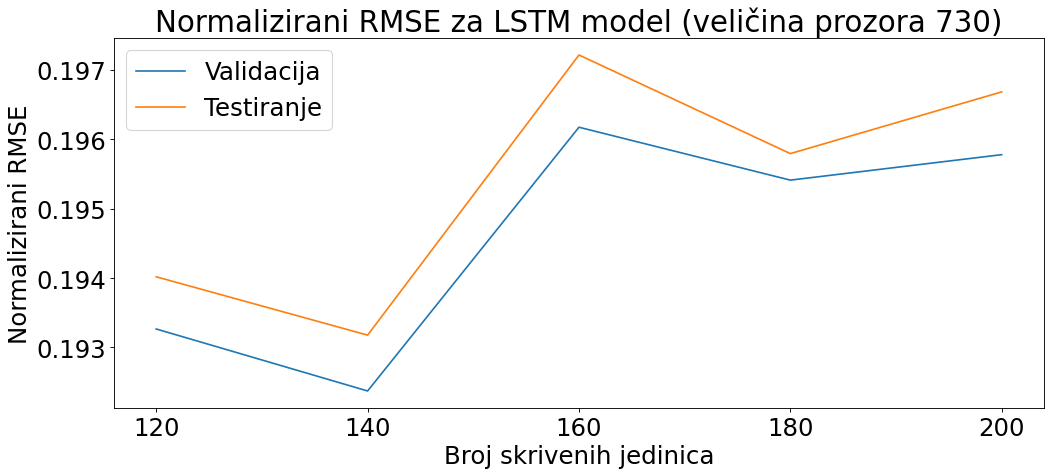 Normalizirani RMSE za LSTM model (veličina prozora 730)
Validacija
Testiranje
Normalizirani RMSE
0.197
0.196
0.195
0.194
0.193
120 140 160 180 200
Broj skrivenih jedinica